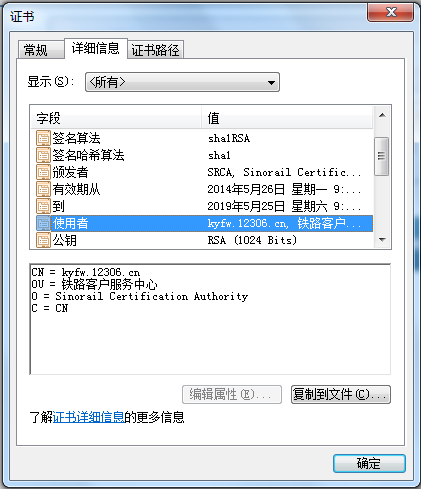 证书
常规 详细信息 证书路径
显示(S): <所有>
字段 值
签名算法 sha1RSA
签名哈希算法 sha1
颁发者 SRCA, Sinorail Certific...
有效期从 2014年5月26日 星期一 9:...
到 2019年5月25日 星期六 9:...
使用者 kyfw.12306.cn, 铁路客户...
公钥 RSA (1024 Bits)
CN = kyfw.12306.cn
OU = 铁路客户服务中心
O = Sinorail Certification Authority
C = CN
编辑属性(E)... 复制到文件(C)...
了解证书详细信息的更多信息
确定